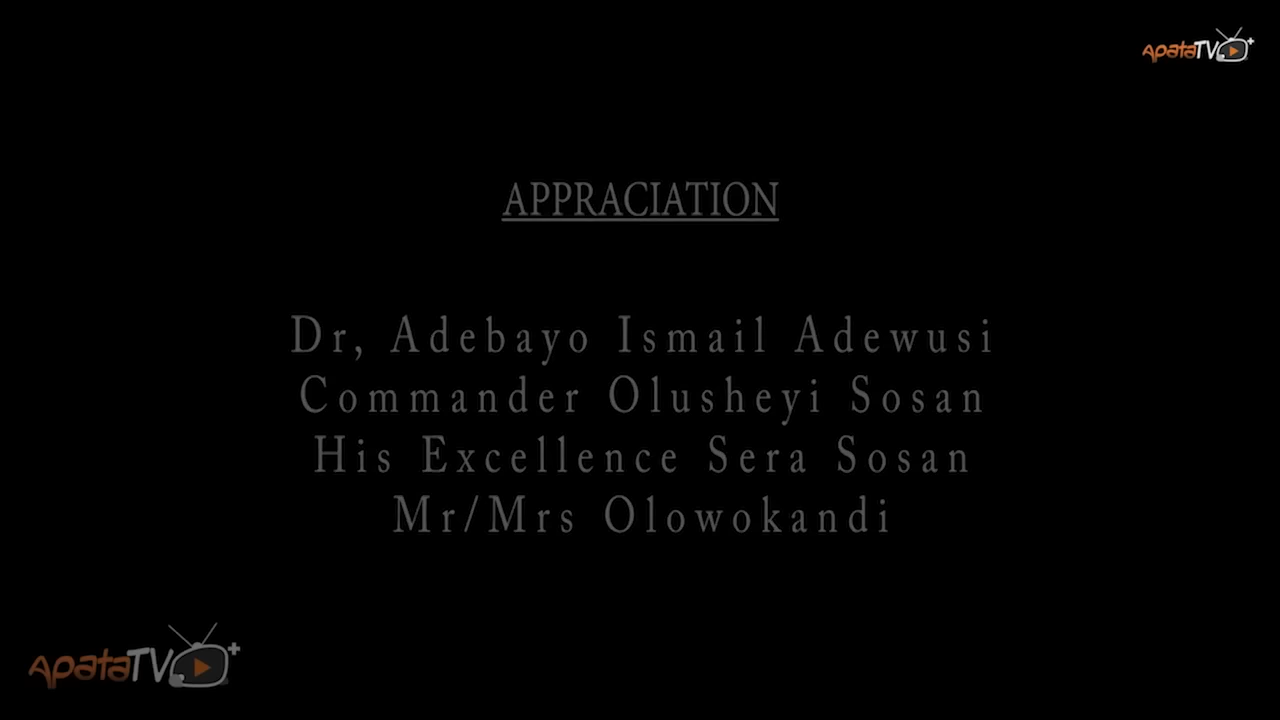 ApataTV+
APPRACIATION
Dr, Adebayo Ismail Adewusi
Commander Olusheyi Sosan
His Excellence Sera Sosan
Mr/Mrs Olowokandi
ApataTV+